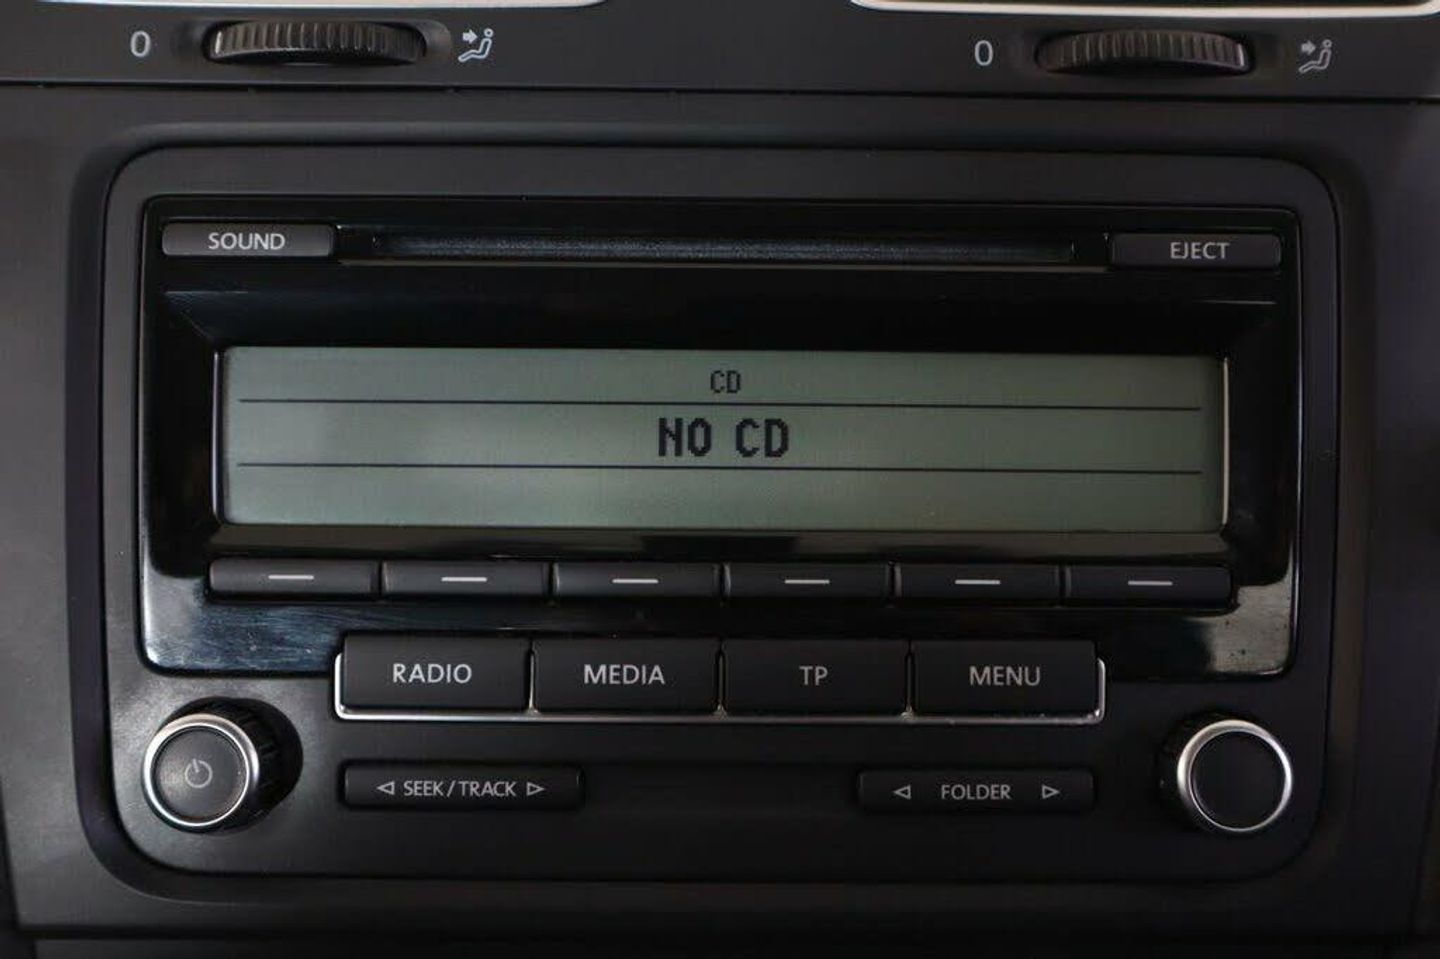 0
0
SOUND
EJECT
CD
NO CD
RADIO
MEDIA
TP
MENU
◁ SEEK / TRACK ▷
◁ FOLDER ▷